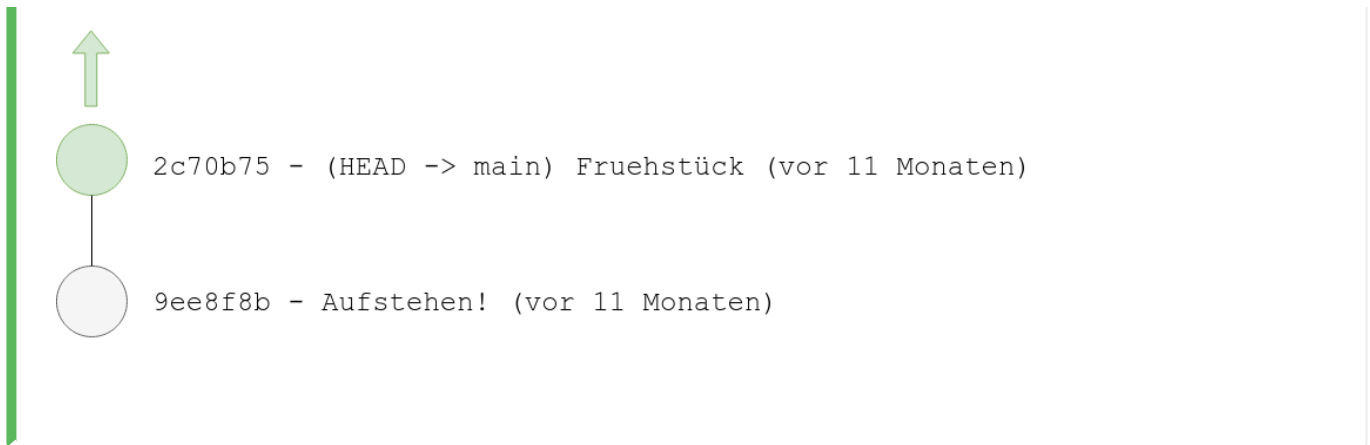 2c70b75 - (HEAD -> main) Fruehstück (vor 11 Monaten)
9ee8f8b - Aufstehen! (vor 11 Monaten)